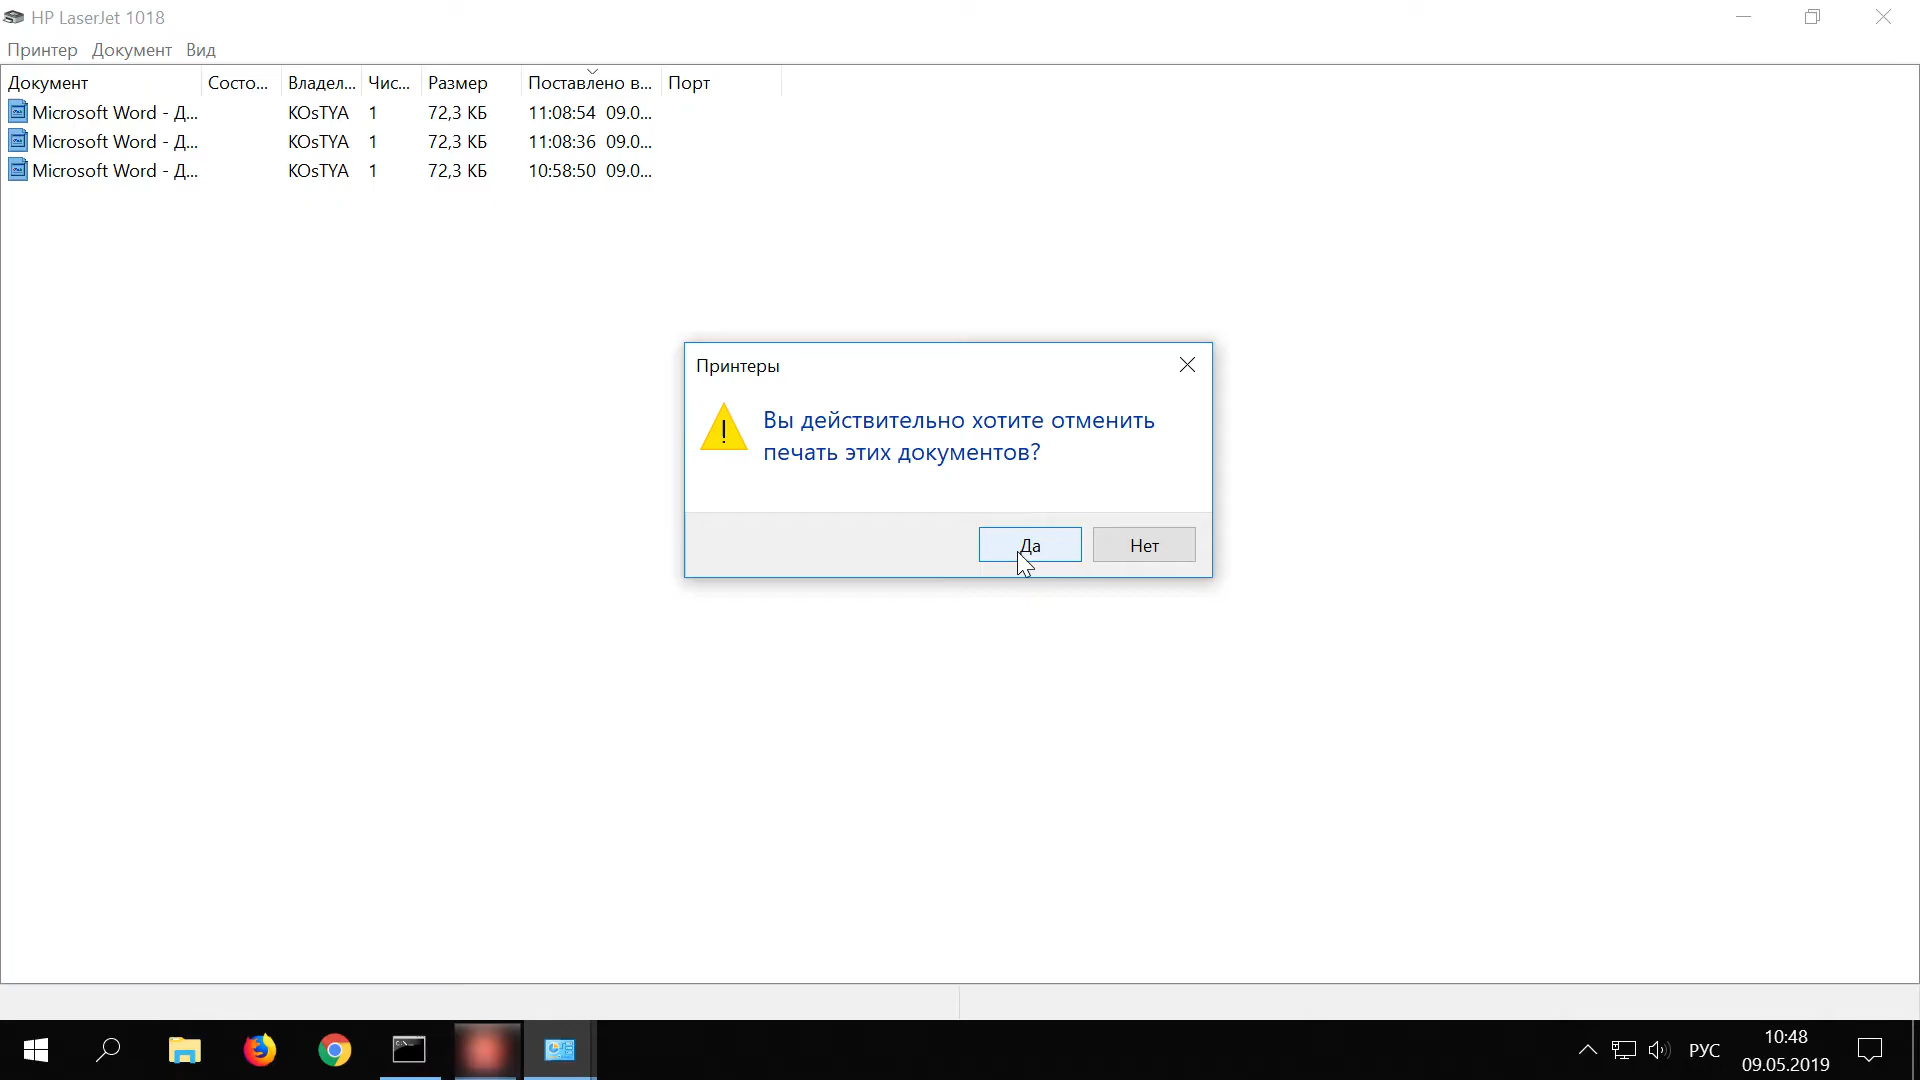 HP LaserJet 1018
Принтер Документ Вид
Документ Состо... Владел... Чис... Размер Поставлено в... Порт
Microsoft Word - Д... KOsTYA 1 72,3 КБ 11:08:54 09.0...
Microsoft Word - Д... KOsTYA 1 72,3 КБ 11:08:36 09.0...
Microsoft Word - Д... KOsTYA 1 72,3 КБ 10:58:50 09.0...
Принтеры
Вы действительно хотите отменить
печать этих документов?
Да Нет
РУС
10:48
09.05.2019